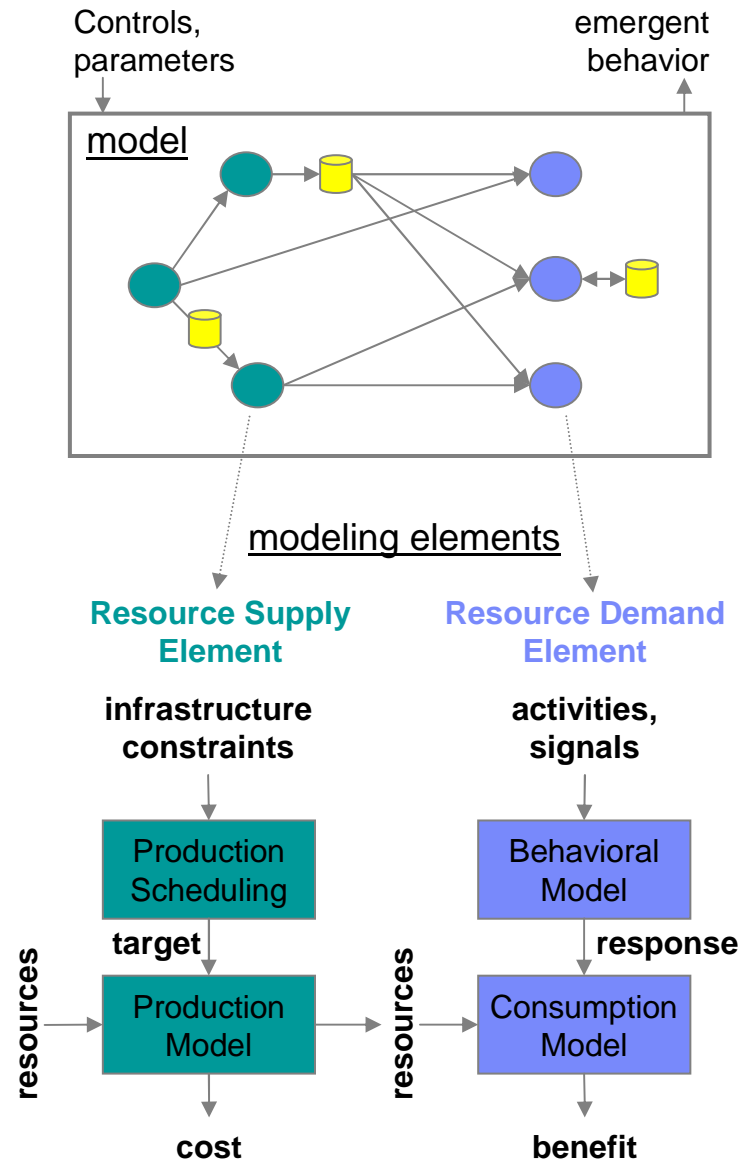 Controls,
parameters
emergent
behavior
model
modeling elements
Resource Supply
Element
Resource Demand
Element
infrastructure
constraints
activities,
signals
Production
Scheduling
Behavioral
Model
target
response
resources
Production
Model
resources
Consumption
Model
cost
benefit